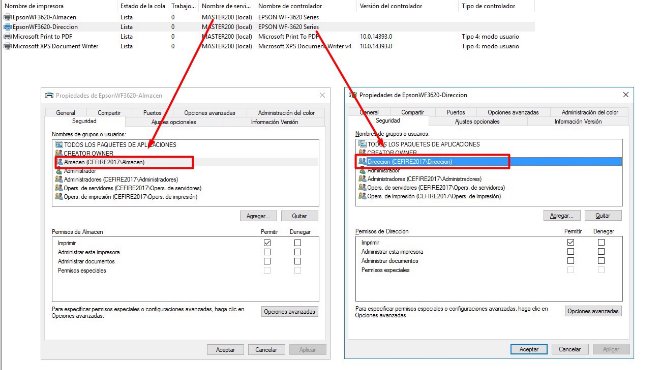 Nombre de impresora Estado de la cola Trabajo... Nombre de servi... Nombre de controlador Versión del controlador Tipo de controlador
EpsonWF3620-Almacen Lista 0 MASTER200 (local) EPSON WF-3620 Series
EpsonWF3620-Direccion Lista 0 MASTER200 (local) EPSON WF-3620 Series
Microsoft Print to PDF Lista 0 MASTER200 (local) Microsoft Print To PDF 10.0.14393.0 Tipo 4: modo usuario
Microsoft XPS Document Writer Lista 0 MASTER200 (local) Microsoft XPS Document Writer v4 10.0.14393.0 Tipo 4: modo usuario
Propiedades de EpsonWF3620-Almacen
General Compartir Puertos Opciones avanzadas Administración del color
Seguridad Ajustes opcionales Información Versión
Nombres de grupos o usuarios:
TODOS LOS PAQUETES DE APLICACIONES
CREATOR OWNER
Almacen (CEFIRE2017\Almacen)
Administrador
Administradores (CEFIRE2017\Administradores)
Opers. de servidores (CEFIRE2017\Opers. de servidores)
Opers. de impresión (CEFIRE2017\Opers. de impresión)
Agregar... Quitar
Permisos de Almacen Permitir Denegar
Imprimir
Administrar esta impresora
Administrar documentos
Permisos especiales
Para especificar permisos especiales o configuraciones avanzadas, haga clic en Opciones avanzadas.
Opciones avanzadas
Aceptar Cancelar Aplicar
Propiedades de EpsonWF3620-Direccion
General Compartir Puertos Opciones avanzadas Administración del color
Seguridad Ajustes opcionales Información Versión
Nombres de grupos o usuarios:
TODOS LOS PAQUETES DE APLICACIONES
CREATOR OWNER
Direccion (CEFIRE2017\Direccion)
Administrador
Administradores (CEFIRE2017\Administradores)
Opers. de servidores (CEFIRE2017\Opers. de servidores)
Opers. de impresión (CEFIRE2017\Opers. de impresión)
Agregar... Quitar
Permisos de Direccion Permitir Denegar
Imprimir
Administrar esta impresora
Administrar documentos
Permisos especiales
Para especificar permisos especiales o configuraciones avanzadas, haga clic en Opciones avanzadas.
Opciones avanzadas
Aceptar Cancelar Aplicar